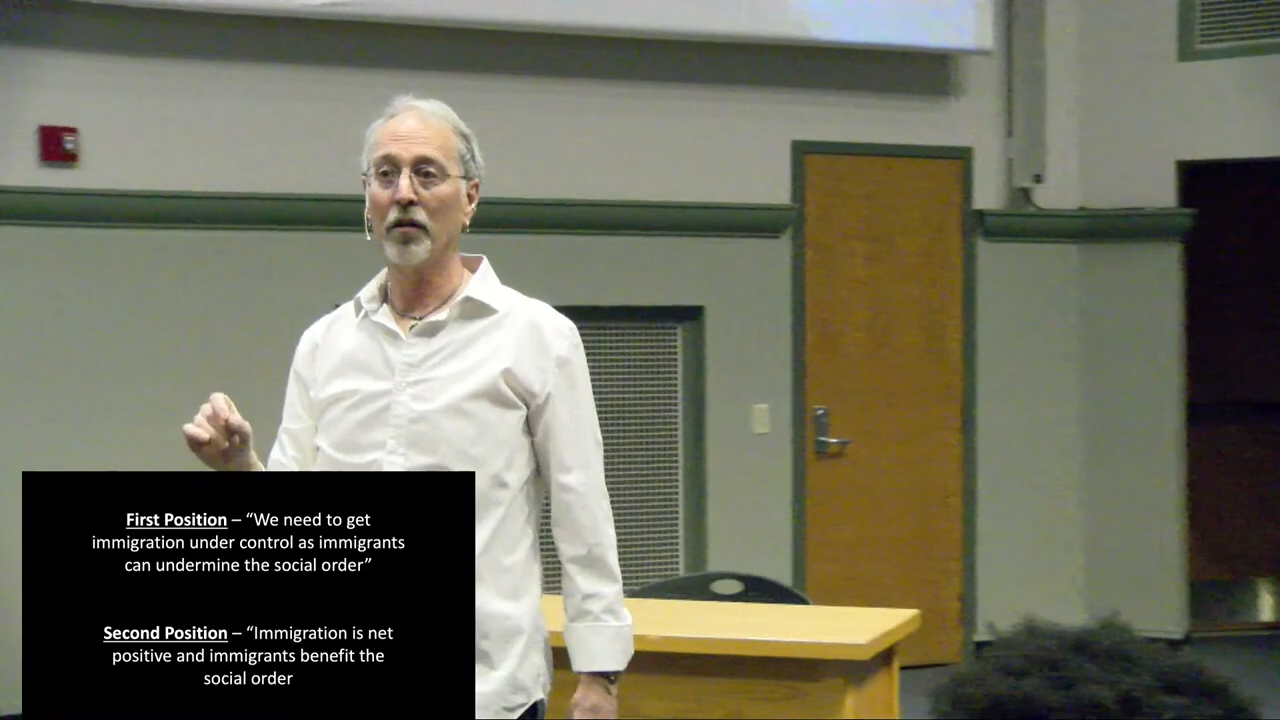 First Position – “We need to get
immigration under control as immigrants
can undermine the social order”
Second Position – “Immigration is net
positive and immigrants benefit the
social order